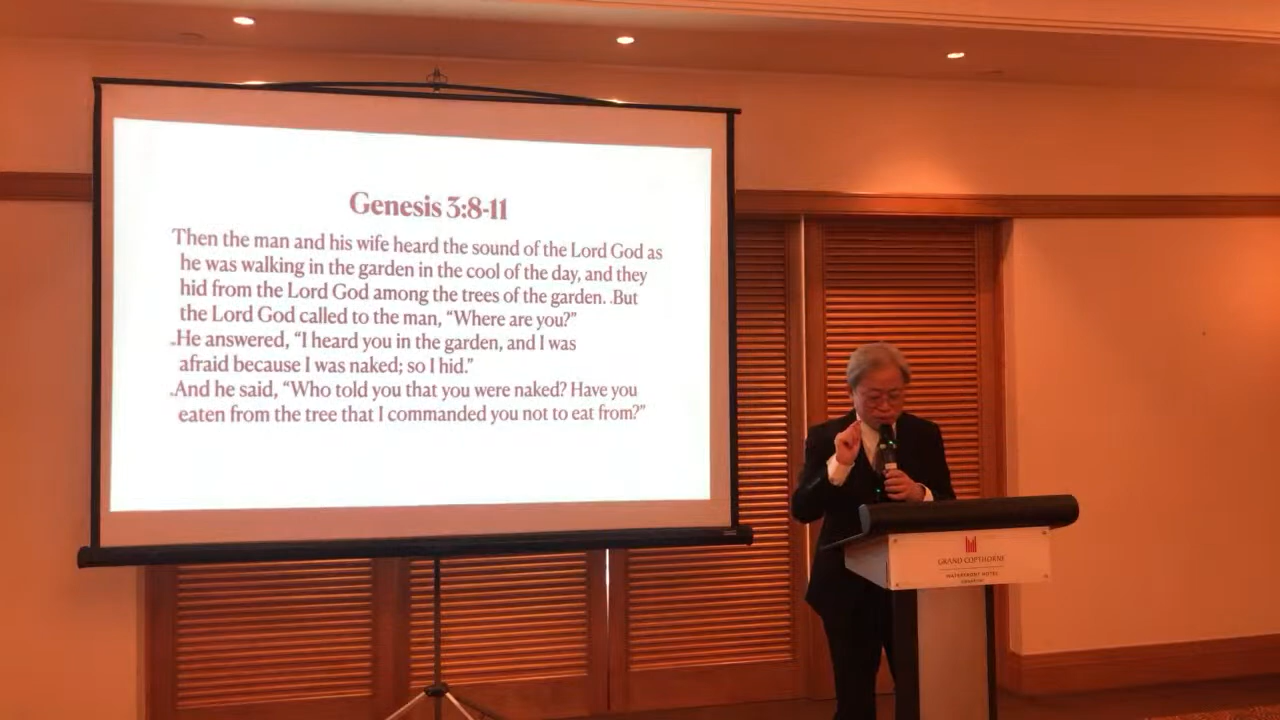 Genesis 3:8-11
Then the man and his wife heard the sound of the Lord God as
he was walking in the garden in the cool of the day, and they
hid from the Lord God among the trees of the garden. .But
the Lord God called to the man, “Where are you?”
.He answered, “I heard you in the garden, and I was
afraid because I was naked; so I hid.”
.And he said, “Who told you that you were naked? Have you
eaten from the tree that I commanded you not to eat from?”
GRAND COPTHORNE
WATERFRONT HOTEL